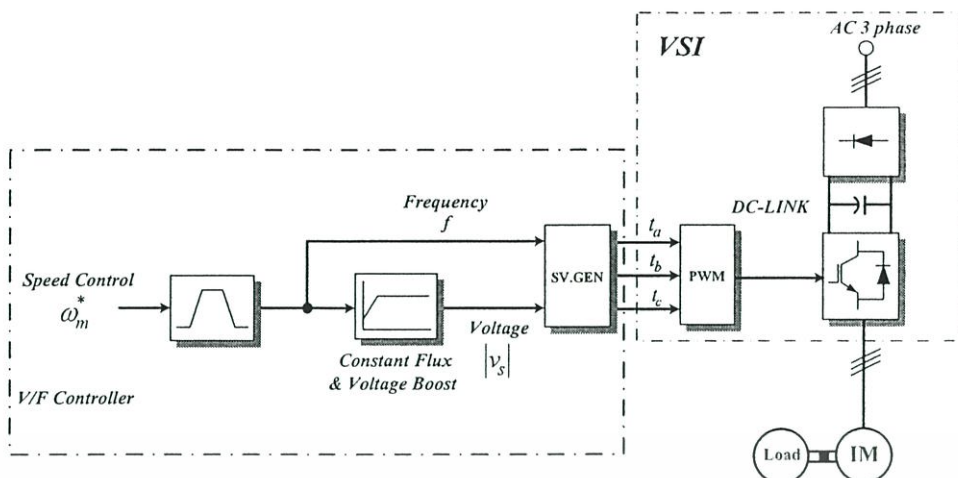 AC 3 phase
VSI
DC-LINK
Frequency
f
Speed Control
ω*m
SV.GEN
ta
tb
tc
PWM
Voltage
|vs|
Constant Flux
& Voltage Boost
V/F Controller
Load
IM